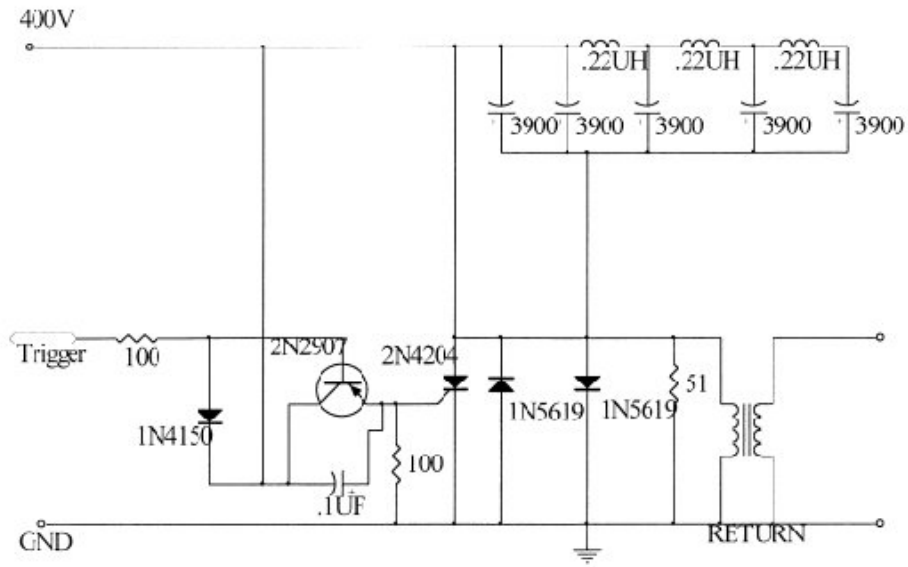 400V
.22UH .22UH .22UH
3900 3900 3900 3900 3900
Trigger
100
2N2907
2N4204
1N4150
1N5619
1N5619
51
100
.1UF
GND
RETURN